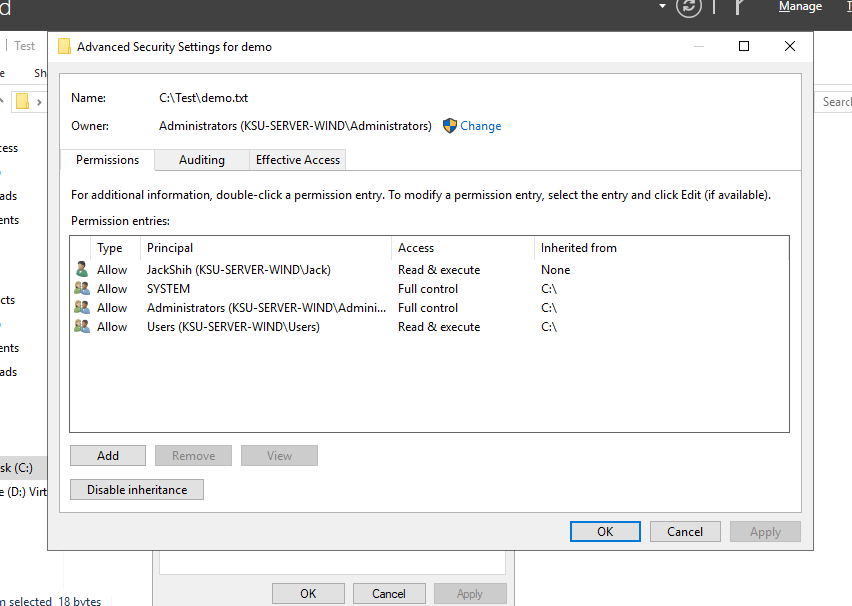 d
Manage
Test
Advanced Security Settings for demo
e
Sh
Name: C:\Test\demo.txt
Searc
Owner: Administrators (KSU-SERVER-WIND\Administrators) Change
ess
Permissions Auditing Effective Access
ads
For additional information, double-click a permission entry. To modify a permission entry, select the entry and click Edit (if available).
ents
Permission entries:
Type Principal Access Inherited from
Allow JackShih (KSU-SERVER-WIND\Jack) Read & execute None
Allow SYSTEM Full control C:\
cts
Allow Administrators (KSU-SERVER-WIND\Admini... Full control C:\
Allow Users (KSU-SERVER-WIND\Users) Read & execute C:\
ents
ads
Add Remove View
sk (C:)
Disable inheritance
e (D:) Virt
OK Cancel Apply
OK Cancel Apply
m selected 18 bytes